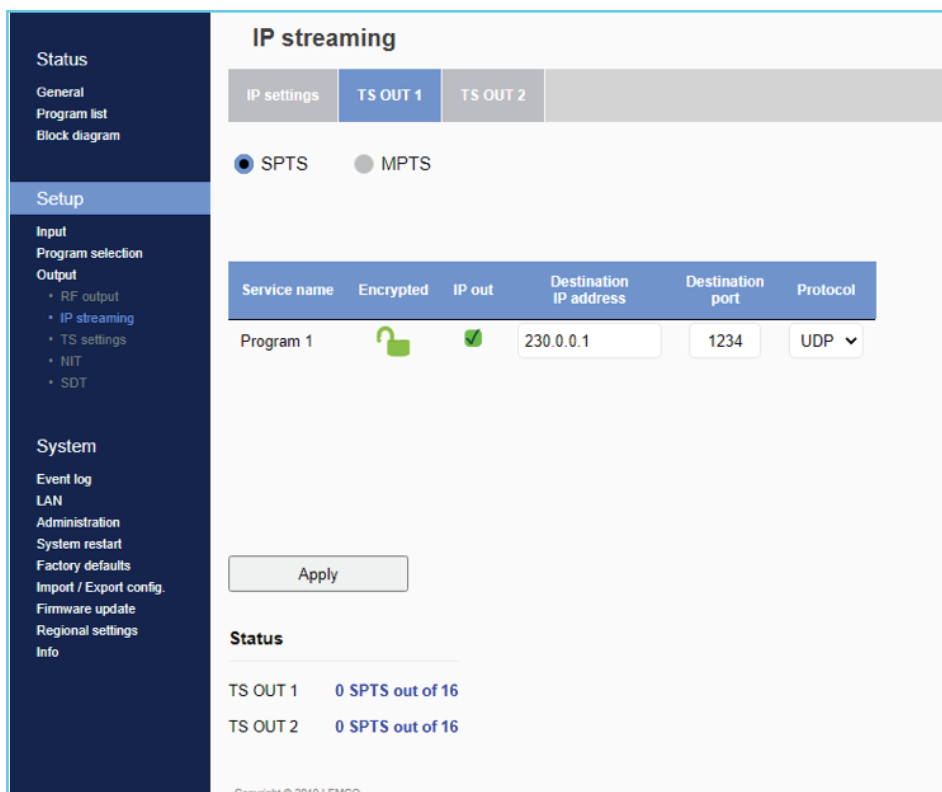 Status
General
Program list
Block diagram
Setup
Input
Program selection
Output
• RF output
• IP streaming
• TS settings
• NIT
• SDT
System
Event log
LAN
Administration
System restart
Factory defaults
Import / Export config.
Firmware update
Regional settings
Info
IP streaming
IP settings TS OUT 1 TS OUT 2
SPTS MPTS
Service name Encrypted IP out Destination IP address Destination port Protocol
Program 1 230.0.0.1 1234 UDP
Apply
Status
TS OUT 1 0 SPTS out of 16
TS OUT 2 0 SPTS out of 16